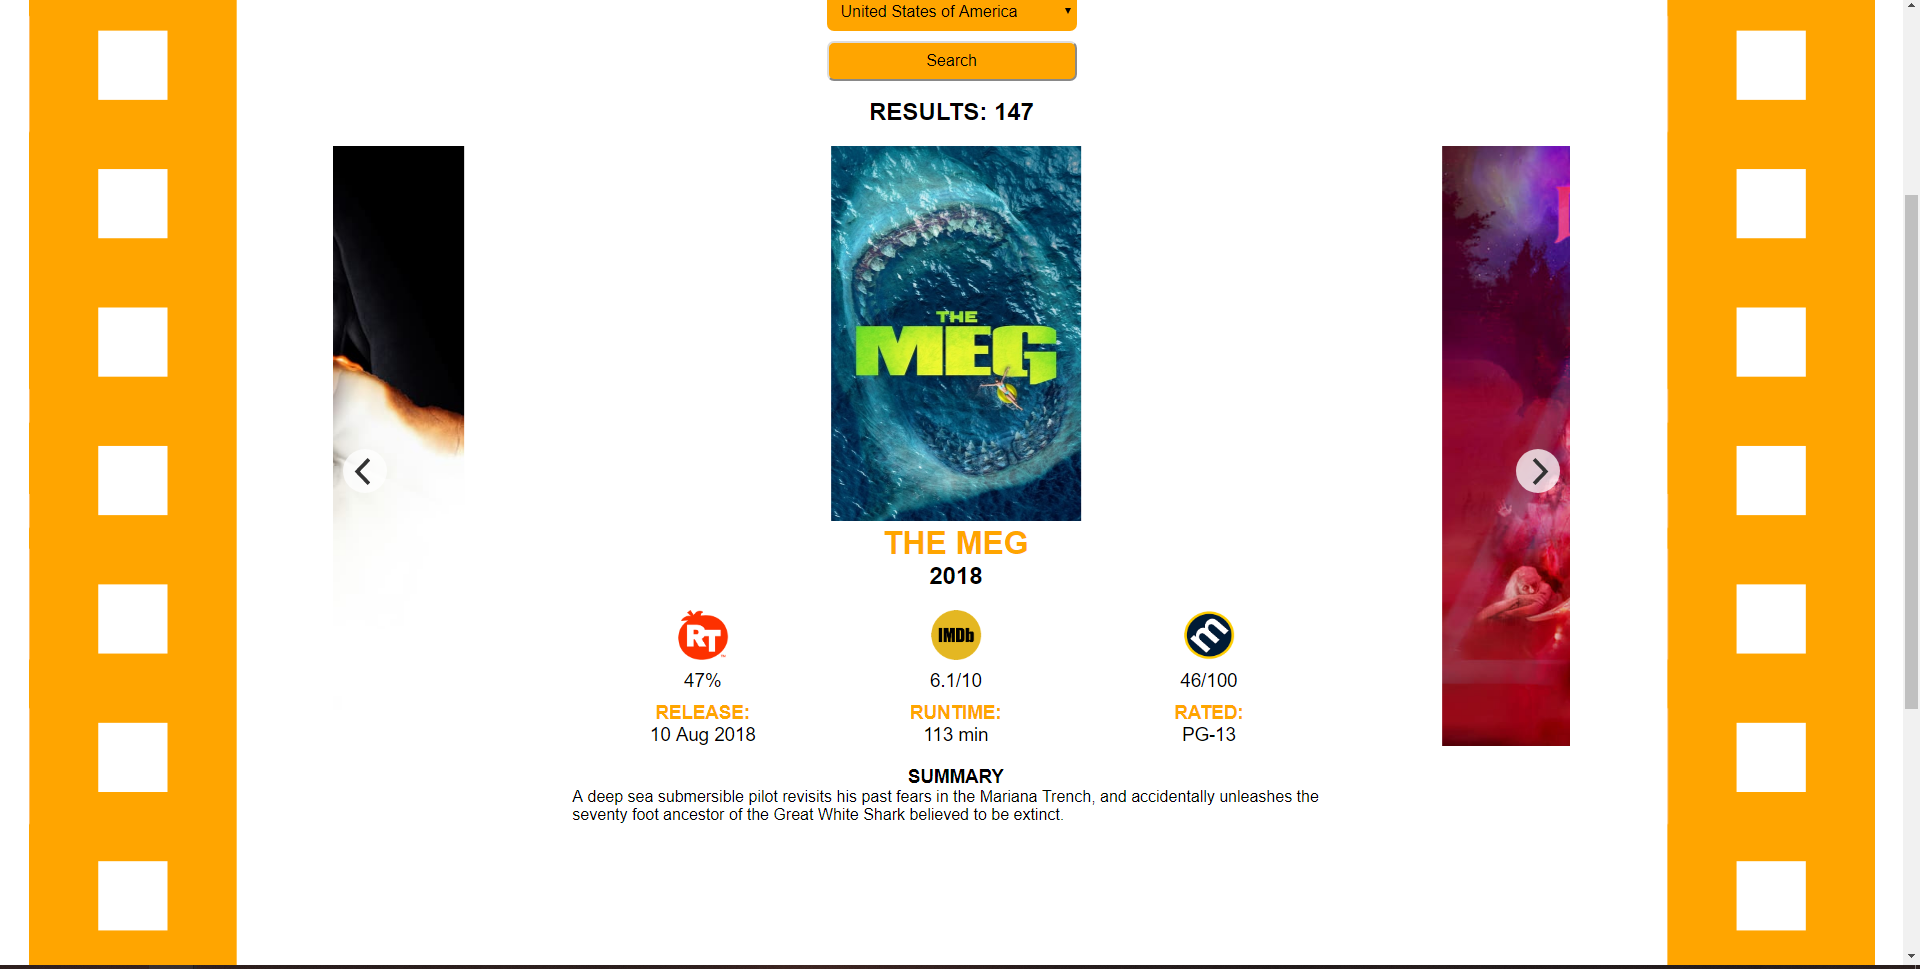 United States of America
Search
RESULTS: 147
THE
MEG
THE MEG
2018
RT
IMDb
m
47%
6.1/10
46/100
RELEASE:
RUNTIME:
RATED:
10 Aug 2018
113 min
PG-13
SUMMARY
A deep sea submersible pilot revisits his past fears in the Mariana Trench, and accidentally unleashes the
seventy foot ancestor of the Great White Shark believed to be extinct.